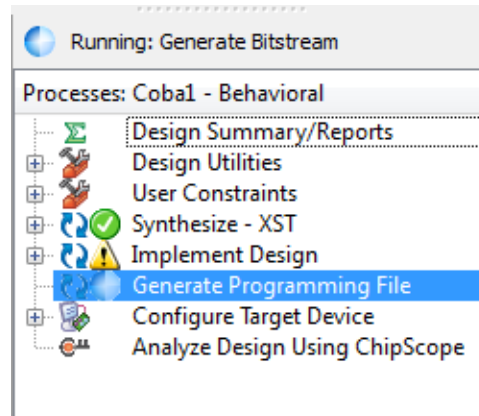 Running: Generate Bitstream
Processes: Coba1 - Behavioral
Design Summary/Reports
Design Utilities
User Constraints
Synthesize - XST
Implement Design
Generate Programming File
Configure Target Device
Analyze Design Using ChipScope